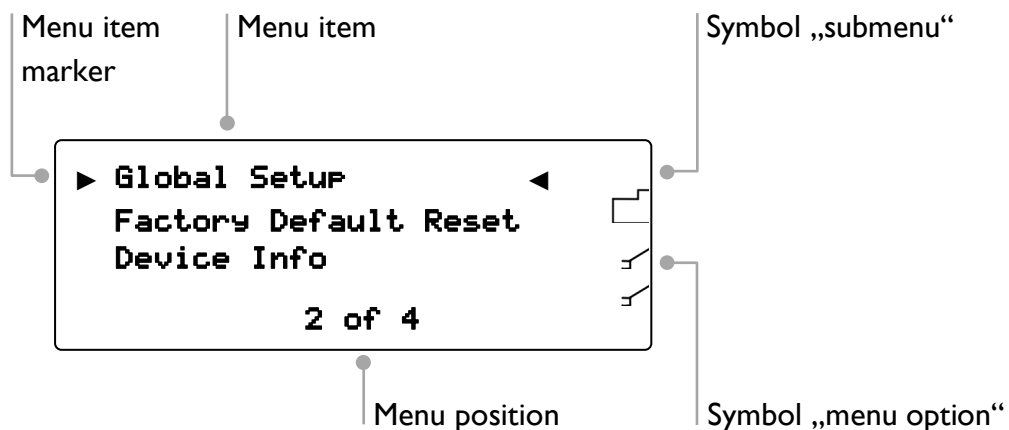 Menu item
marker
Menu item
Symbol „submenu“
► Global Setup ◄
Factory Default Reset
Device Info
2 of 4
Menu position
Symbol „menu option“